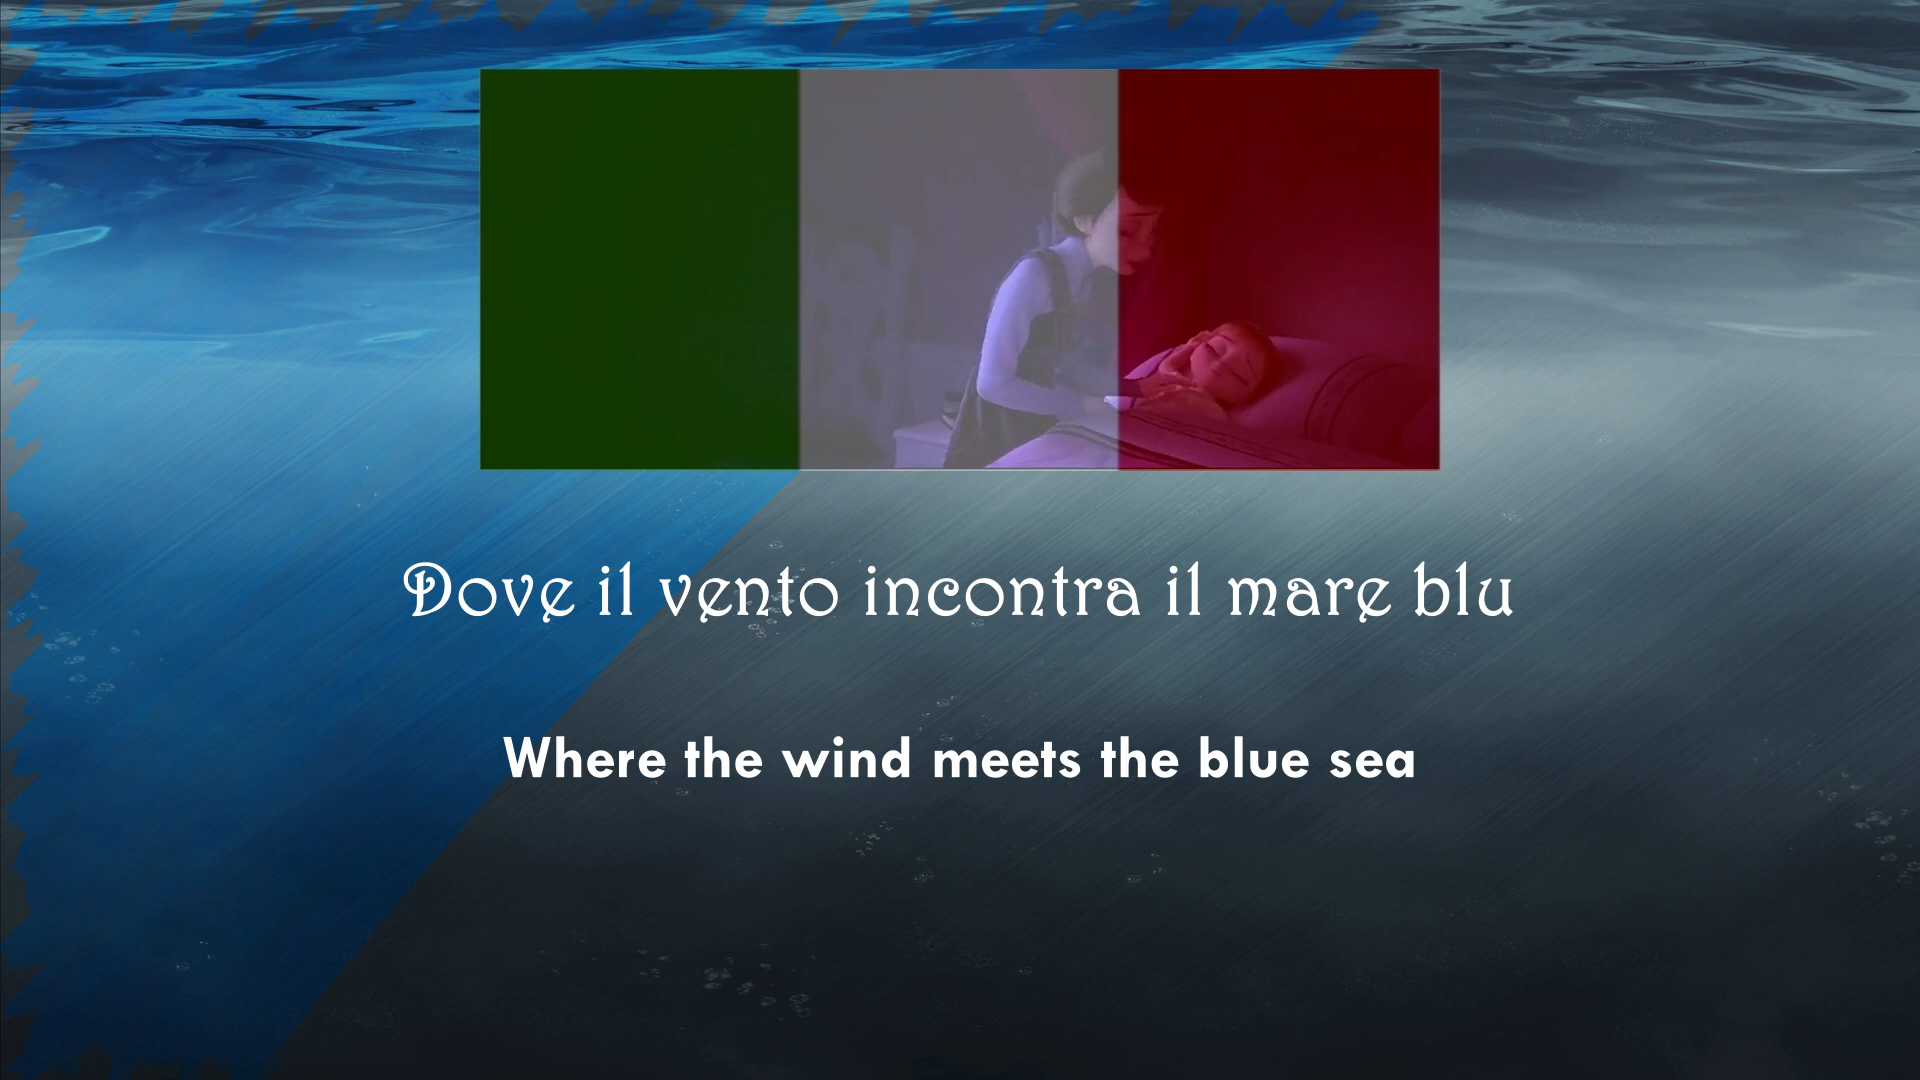 Dove il vento incontra il mare blu
Where the wind meets the blue sea